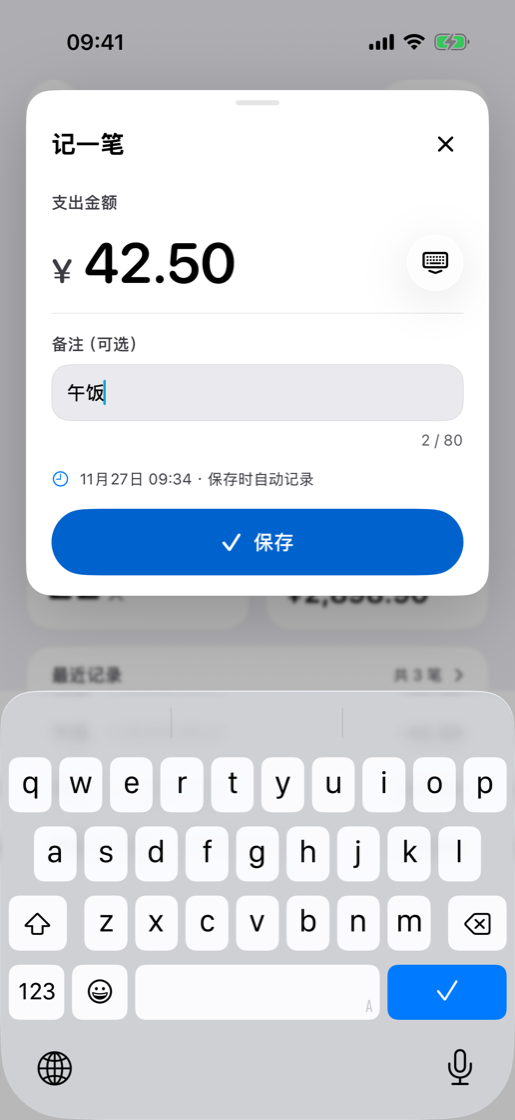 09:41
记一笔
支出金额
¥ 42.50
备注 (可选)
午饭
2 / 80
11月27日 09:34 · 保存时自动记录
保存
最近记录 共 3 笔
q w e r t y u i o p
a s d f g h j k l
z x c v b n m
123
A